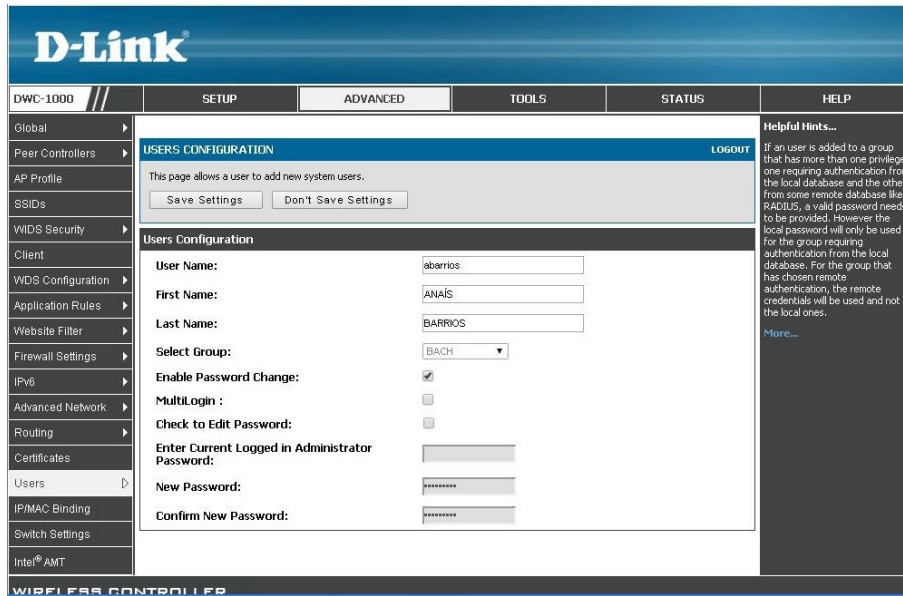 D-Link®
DWC-1000
SETUP
ADVANCED
TOOLS
STATUS
HELP
Global
Peer Controllers
AP Profile
SSIDs
WIDS Security
Client
WDS Configuration
Application Rules
Website Filter
Firewall Settings
IPv6
Advanced Network
Routing
Certificates
Users
IP/MAC Binding
Switch Settings
Intel® AMT
USERS CONFIGURATION
LOGOUT
This page allows a user to add new system users.
Save Settings
Don't Save Settings
Users Configuration
User Name: abarrios
First Name: ANAÍS
Last Name: BARRIOS
Select Group: BACH
Enable Password Change:
MultiLogin :
Check to Edit Password:
Enter Current Logged in Administrator
Password:
New Password: •••••••••
Confirm New Password: •••••••••
Helpful Hints...
If an user is added to a group
that has more than one privilege
one requiring authentication from
the local database and the othe
from some remote database like
RADIUS, a valid password needs
to be provided. However the
local password will only be used
for the group requiring
authentication from the local
database. For the group that
has chosen remote
authentication, the remote
credentials will be used and not
the local ones.
More...
WIRELESS CONTROLLER